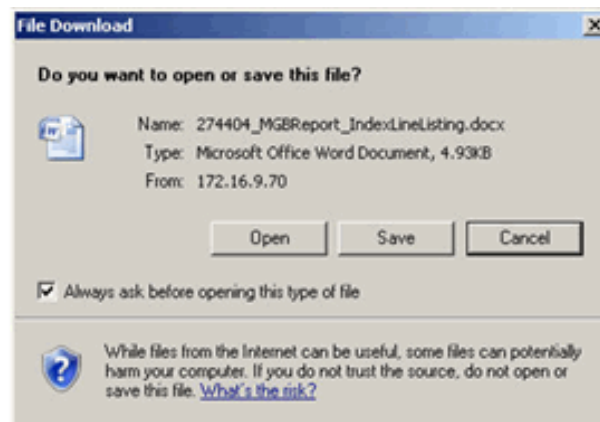 File Download
Do you want to open or save this file?
Name: 274404_MGBReport_IndexLineListing.docx
Type: Microsoft Office Word Document, 4.93KB
From: 172.16.9.70
Open Save Cancel
Always ask before opening this type of file
While files from the Internet can be useful, some files can potentially
harm your computer. If you do not trust the source, do not open or
save this file. What's the risk?